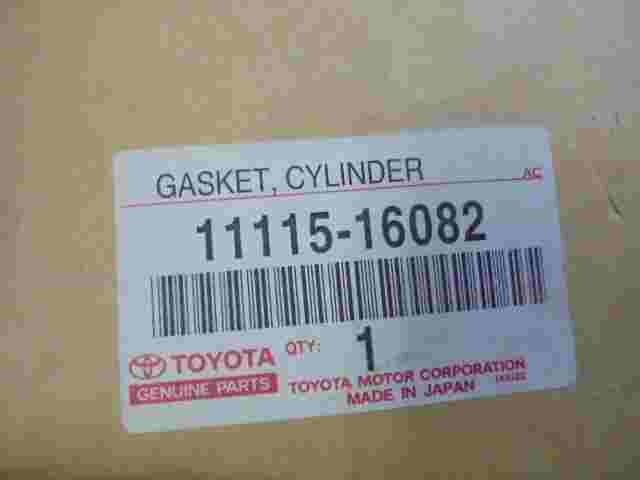 GASKET, CYLINDER
AC
11115-16082
TOYOTA QTY: 1
GENUINE PARTS
TOYOTA MOTOR CORPORATION
MADE IN JAPAN